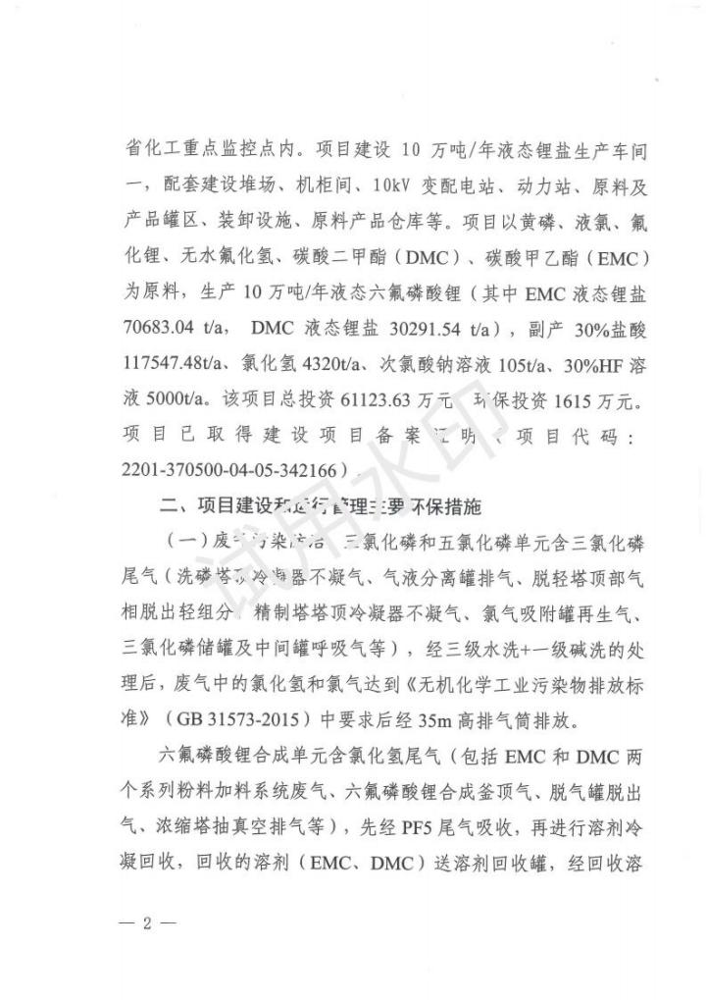 省化工重点监控点内。项目建设 10 万吨/年液态锂盐生产车间
一，配套建设堆场、机柜间、10kV 变配电站、动力站、原料及
产品罐区、装卸设施、原料产品仓库等。项目以黄磷、液氯、氟
化锂、无水氟化氢、碳酸二甲酯（DMC）、碳酸甲乙酯（EMC）
为原料，生产 10 万吨/年液态六氟磷酸锂（其中 EMC 液态锂盐
70683.04 t/a， DMC 液态锂盐 30291.54 t/a），副产 30%盐酸
117547.48t/a、氯化氢 4320t/a、次氯酸钠溶液 105t/a、30%HF 溶
液 5000t/a。该项目总投资 61123.63 万元 环保投资 1615 万元。
项目已取得建设项目备案证明 、项目代码：
2201-370500-04-05-342166）
二、项目建设和运行管理主要环保措施
（一）废气污染防治 三氯化磷和五氯化磷单元含三氯化磷
尾气（洗磷塔顶冷凝器不凝气、气液分离罐排气、脱轻塔顶部气
相脱出轻组分 精制塔塔顶冷凝器不凝气、氯气吸附罐再生气、
三氯化磷储罐及中间罐呼吸气等），经三级水洗+一级碱洗的处
理后，废气中的氯化氢和氯气达到《无机化学工业污染物排放标
准》（GB 31573-2015）中要求后经 35m 高排气筒排放。
六氟磷酸锂合成单元含氯化氢尾气（包括 EMC 和 DMC 两
个系列粉料加料系统废气、六氟磷酸锂合成釜顶气、脱气罐脱出
气、浓缩塔抽真空排气等），先经 PF5 尾气吸收，再进行溶剂冷
凝回收，回收的溶剂（EMC、DMC）送溶剂回收罐，经回收溶
— 2 —
试用水印